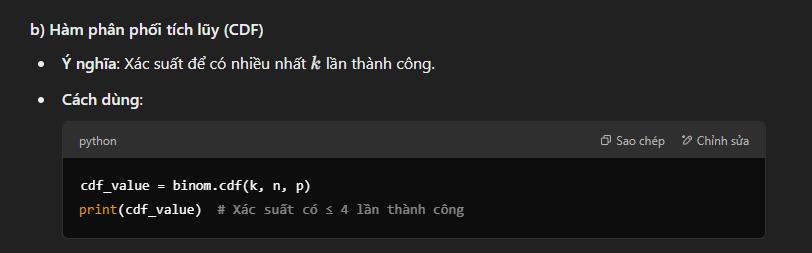 b) Hàm phân phối tích lũy (CDF)
• Ý nghĩa: Xác suất để có nhiều nhất k lần thành công.
• Cách dùng:
python Sao chép Chỉnh sửa
cdf_value = binom.cdf(k, n, p)
print(cdf_value)  # Xác suất có ≤ 4 lần thành công